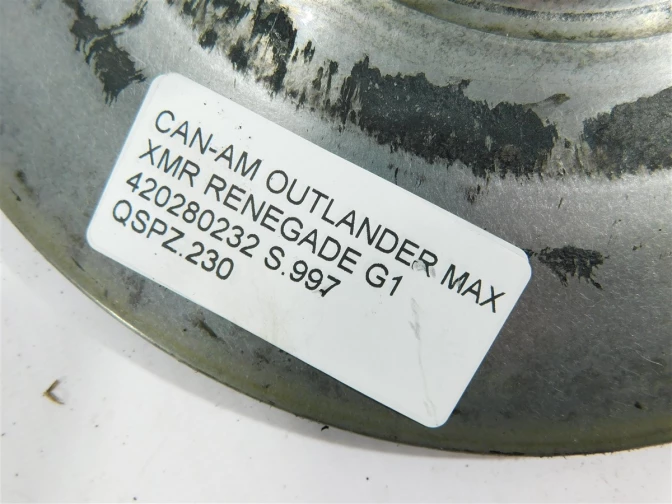 CAN-AM OUTLANDER MAX
XMR RENEGADE G1
420280232 S.997
QSPZ.230